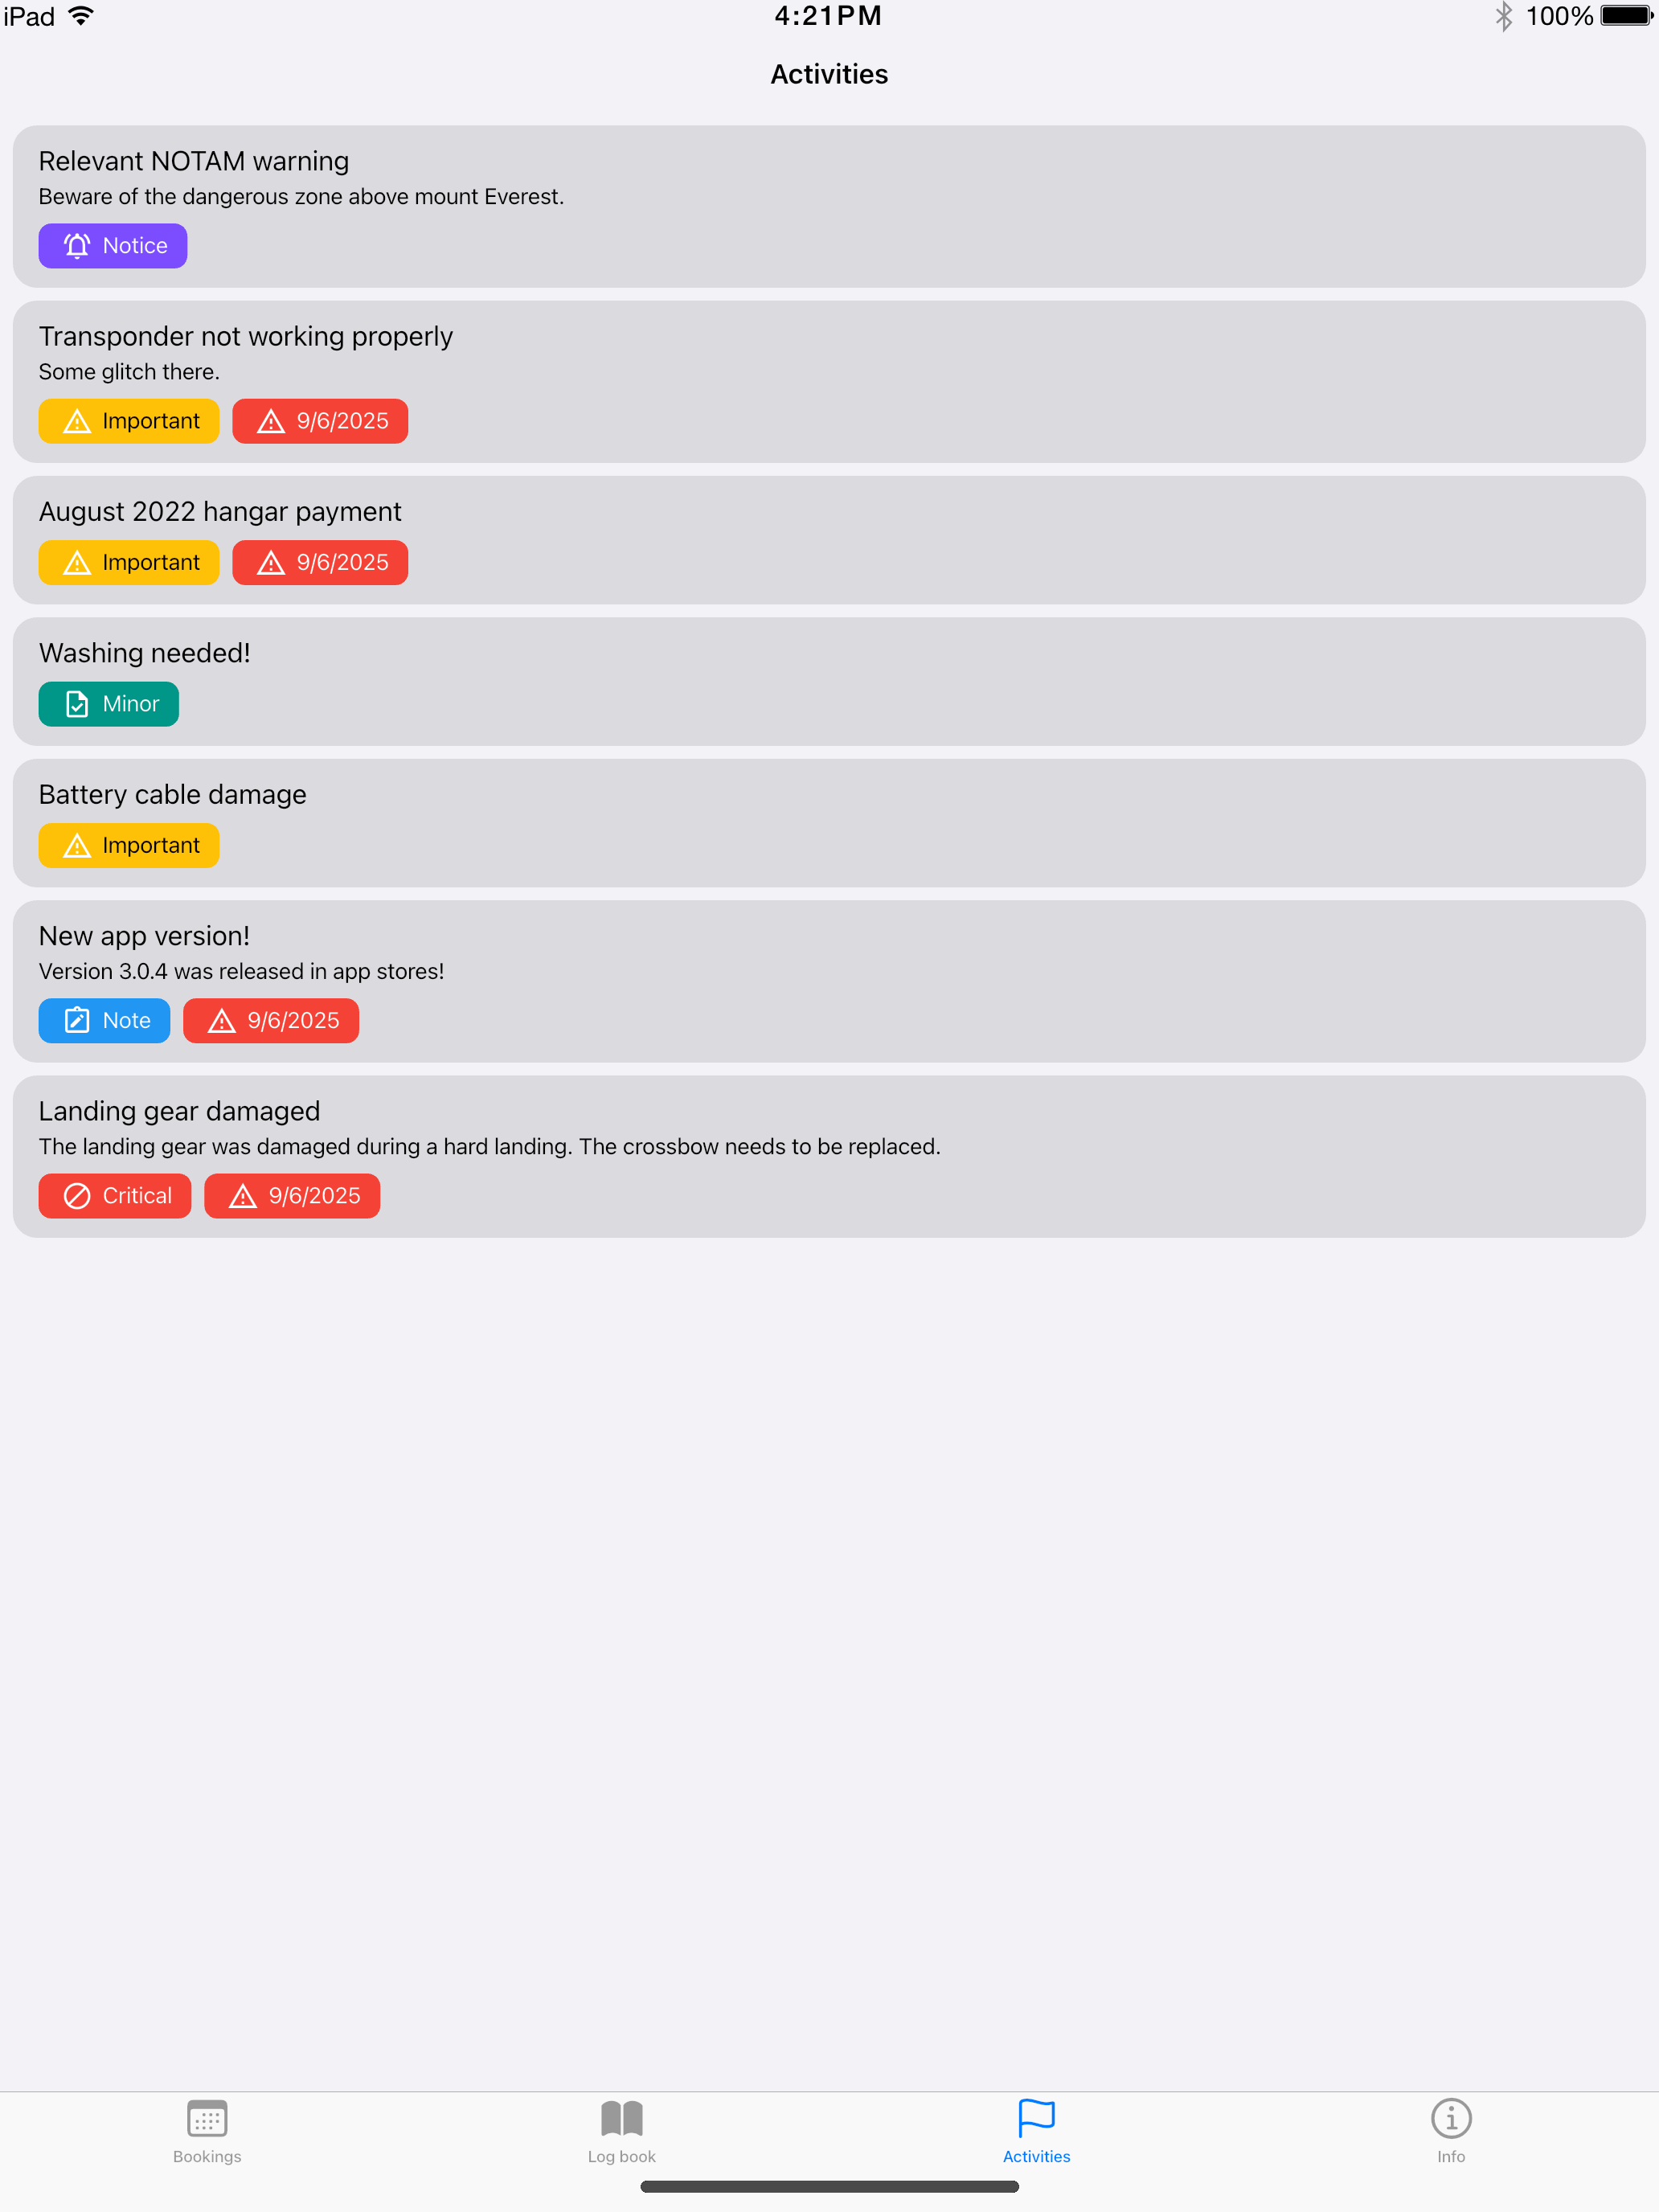 iPad 4:21PM 100%
Activities
Relevant NOTAM warning
Beware of the dangerous zone above mount Everest.
Notice
Transponder not working properly
Some glitch there.
Important 9/6/2025
August 2022 hangar payment
Important 9/6/2025
Washing needed!
Minor
Battery cable damage
Important
New app version!
Version 3.0.4 was released in app stores!
Note 9/6/2025
Landing gear damaged
The landing gear was damaged during a hard landing. The crossbow needs to be replaced.
Critical 9/6/2025
Bookings Log book Activities Info